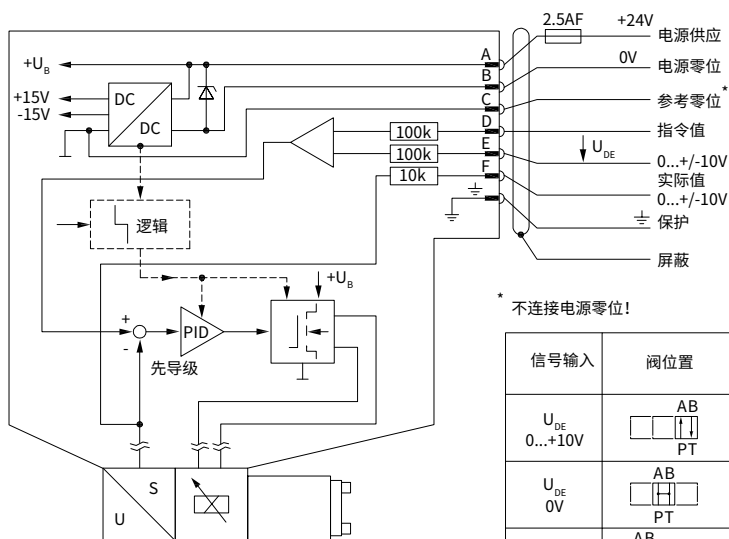 2.5AF
+24V
电源供应
+U_B
A
0V
电源零位
B
+15V
DC
C
参考零位*
-15V
DC
100k
D
指令值
100k
E
U_DE
0...+/-10V
10k
F
实际值
0...+/-10V
逻辑
保护
屏蔽
+U_B
* 不连接电源零位!
+
PID
-
先导级
信号输入
阀位置
U_DE
0...+10V
AB
PT
S
U
U_DE
0V
AB
PT
AB